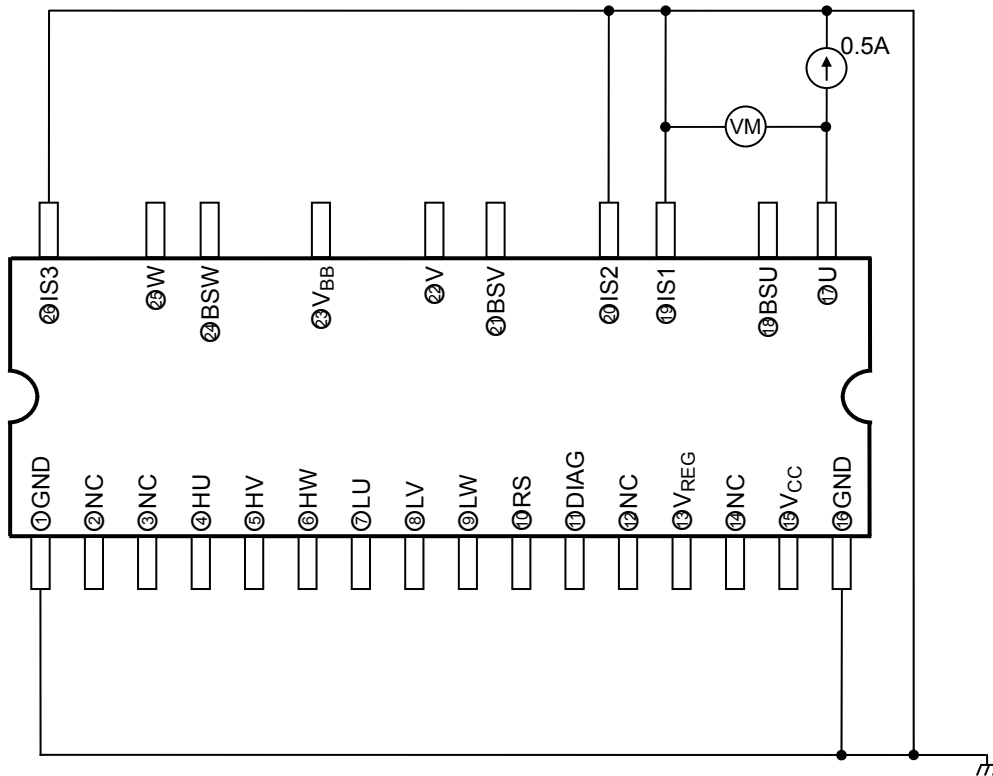 0.5A
VM
㉖IS3
㉕W
㉔BSW
㉓VBB
㉒V
㉑BSV
⑳IS2
⑲IS1
⑱BSU
⑰U
①GND
②NC
③NC
④HU
⑤HV
⑥HW
⑦LU
⑧LV
⑨LW
⑩RS
⑪DIAG
⑫NC
⑬VREG
⑭NC
⑮VCC
⑯GND